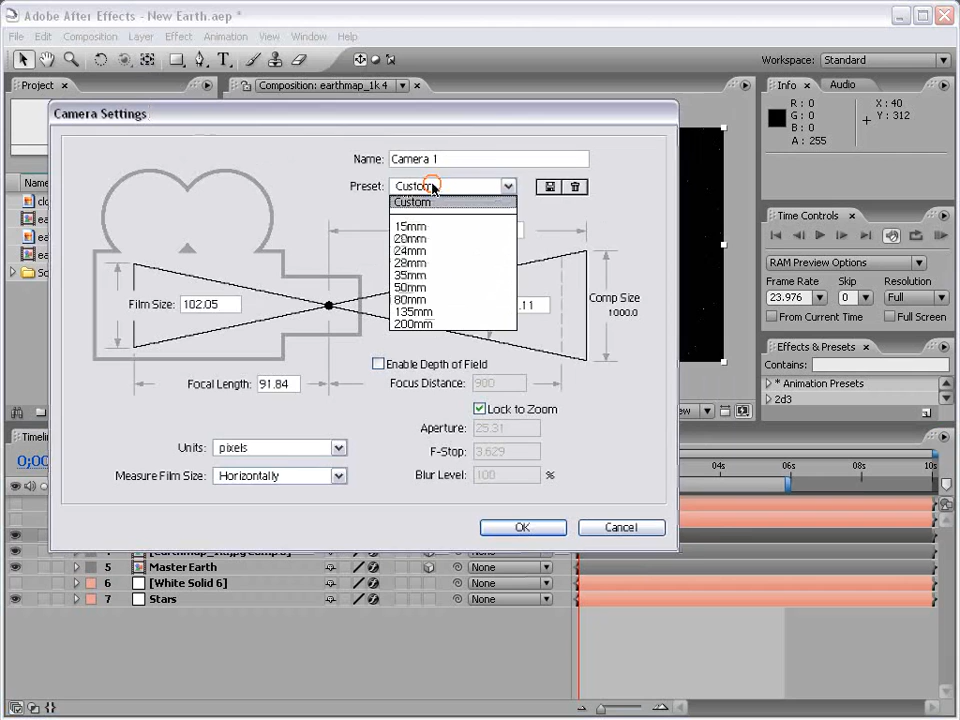 Adobe After Effects - New Earth.aep *
File Edit Composition Layer Effect Animation View Window Help
Workspace: Standard
Project × Composition: earthmap_1k 4 × Info × Audio
R : 0 X : 40
G : 0 Y : 312
B : 0
A : 255
Camera Settings
Name: Camera 1
Preset: Custom
Name
Custom
15mm
20mm
24mm
28mm
35mm
50mm
80mm
135mm
200mm
Film Size: 102.05
.11
Comp Size
1000.0
Enable Depth of Field
Focal Length: 91.84
Focus Distance: 900
Lock to Zoom
Aperture: 25.31
Units: pixels
F-Stop: 3.629
Measure Film Size: Horizontally
Blur Level: 100 %
OK Cancel
Time Controls ×
RAM Preview Options
Frame Rate Skip Resolution
23.976 0 Full
From Current Time Full Screen
Effects & Presets ×
Contains:
* Animation Presets
2d3
04s 06s 08s 10s
5 Master Earth None
6 [White Solid 6] None
7 Stars None